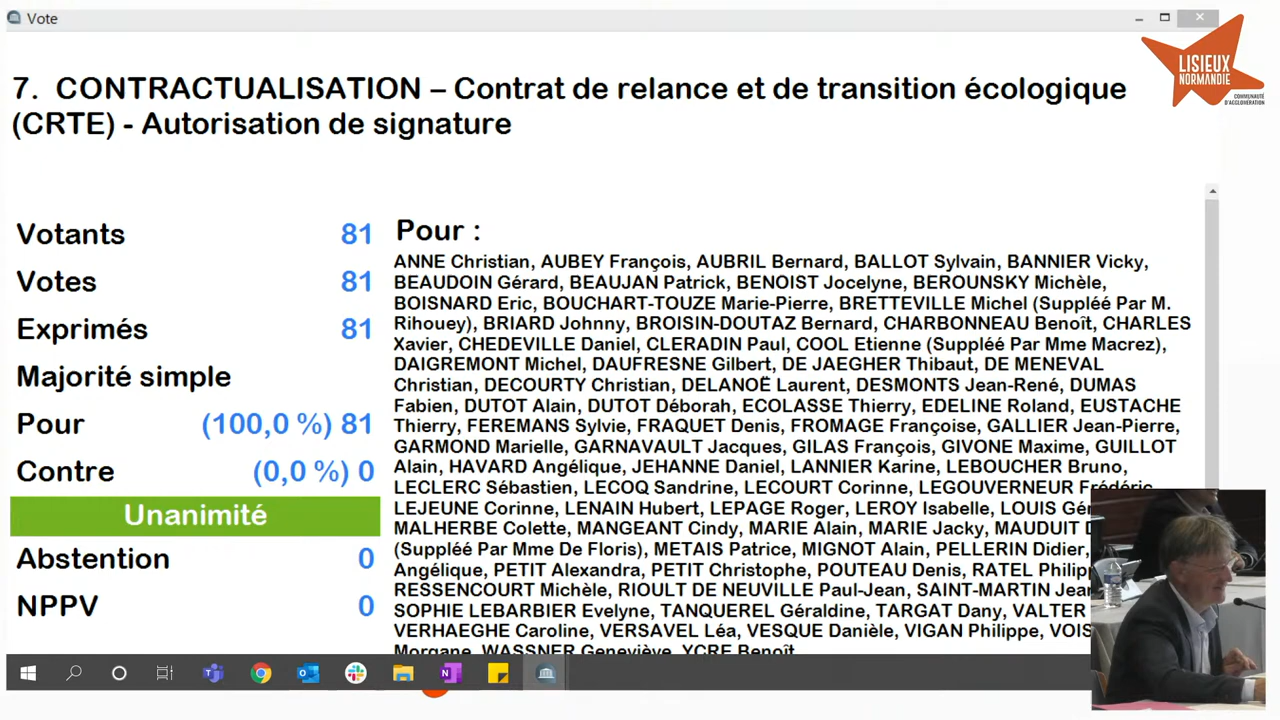 Vote
LISIEUX
NORMANDIE
COMMUNAUTÉ
D'AGGLOMÉRATION
7. CONTRACTUALISATION – Contrat de relance et de transition écologique
(CRTE) - Autorisation de signature
Votants 81
Votes 81
Exprimés 81
Majorité simple
Pour (100,0 %) 81
Contre (0,0 %) 0
Unanimité
Abstention 0
NPPV 0
Pour :
ANNE Christian, AUBEY François, AUBRIL Bernard, BALLOT Sylvain, BANNIER Vicky,
BEAUDOIN Gérard, BEAUJAN Patrick, BENOIST Jocelyne, BEROUNSKY Michèle,
BOISNARD Eric, BOUCHART-TOUZE Marie-Pierre, BRETTEVILLE Michel (Suppléé Par M.
Rihouey), BRIARD Johnny, BROISIN-DOUTAZ Bernard, CHARBONNEAU Benoît, CHARLES
Xavier, CHEDEVILLE Daniel, CLERADIN Paul, COOL Etienne (Suppléé Par Mme Macrez),
DAIGREMONT Michel, DAUFRESNE Gilbert, DE JAEGHER Thibaut, DE MENEVAL
Christian, DECOURTY Christian, DELANOË Laurent, DESMONTS Jean-René, DUMAS
Fabien, DUTOT Alain, DUTOT Déborah, ECOLASSE Thierry, EDELINE Roland, EUSTACHE
Thierry, FEREMANS Sylvie, FRAQUET Denis, FROMAGE Françoise, GALLIER Jean-Pierre,
GARMOND Marielle, GARNAVAULT Jacques, GILAS François, GIVONE Maxime, GUILLOT
Alain, HAVARD Angélique, JEHANNE Daniel, LANNIER Karine, LEBOUCHER Bruno,
LECLERC Sébastien, LECOQ Sandrine, LECOURT Corinne, LEGOUVERNEUR Frédéric,
LEJEUNE Corinne, LENAIN Hubert, LEPAGE Roger, LEROY Isabelle, LOUIS
MALHERBE Colette, MANGEANT Cindy, MARIE Alain, MARIE Jacky, MAUDUIT
(Suppléé Par Mme De Floris), METAIS Patrice, MIGNOT Alain, PELLERIN Didier,
Angélique, PETIT Alexandra, PETIT Christophe, POUTEAU Denis, RATEL
RESSENCOURT Michèle, RIOULT DE NEUVILLE Paul-Jean, SAINT-MARTIN
SOPHIE LEBARBIER Evelyne, TANQUEREL Géraldine, TARGAT Dany, VALTER
VERHAEGHE Caroline, VERSAVEL Léa, VESQUE Danièle, VIGAN Philippe,
Morgane, WASSNER Geneviève, YCRE Benoît